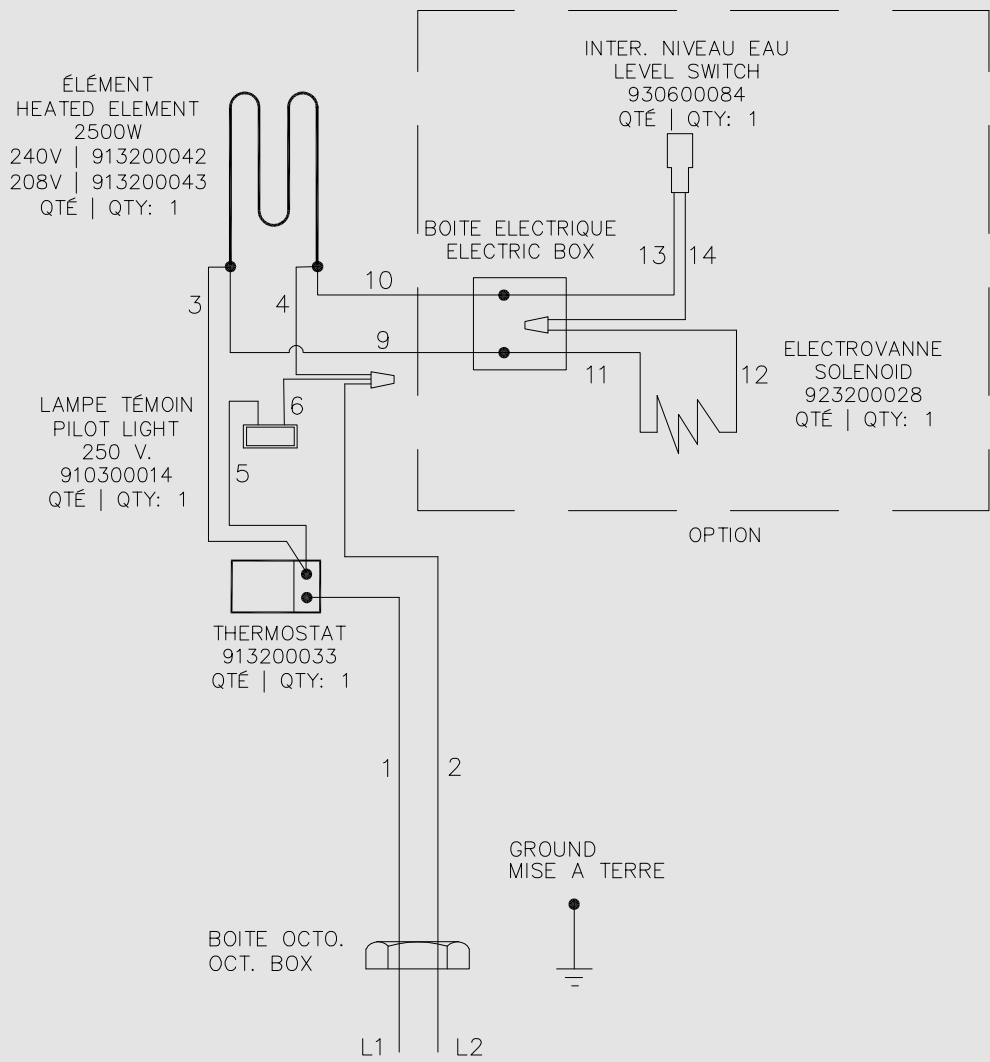 INTER. NIVEAU EAU
LEVEL SWITCH
930600084
QTÉ | QTY: 1
ÉLÉMENT
HEATED ELEMENT
2500W
240V | 913200042
208V | 913200043
QTÉ | QTY: 1
BOITE ELECTRIQUE
ELECTRIC BOX
13
14
10
3
4
9
11
12
ELECTROVANNE
SOLENOID
923200028
QTÉ | QTY: 1
LAMPE TÉMOIN
PILOT LIGHT
250 V.
910300014
QTÉ | QTY: 1
6
5
OPTION
THERMOSTAT
913200033
QTÉ | QTY: 1
1
2
GROUND
MISE A TERRE
BOITE OCTO.
OCT. BOX
L1
L2